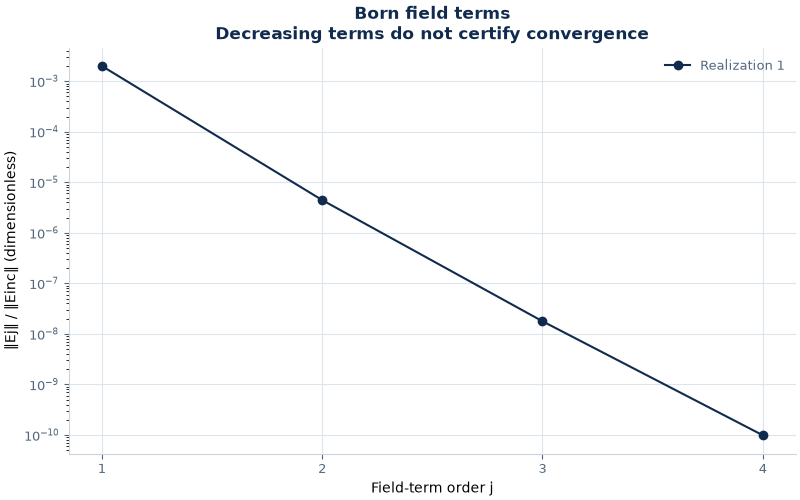 Born field terms
Decreasing terms do not certify convergence
Realization 1
‖Ej‖ / ‖Einc‖ (dimensionless)
10⁻³
10⁻⁴
10⁻⁵
10⁻⁶
10⁻⁷
10⁻⁸
10⁻⁹
10⁻¹⁰
1 2 3 4
Field-term order j